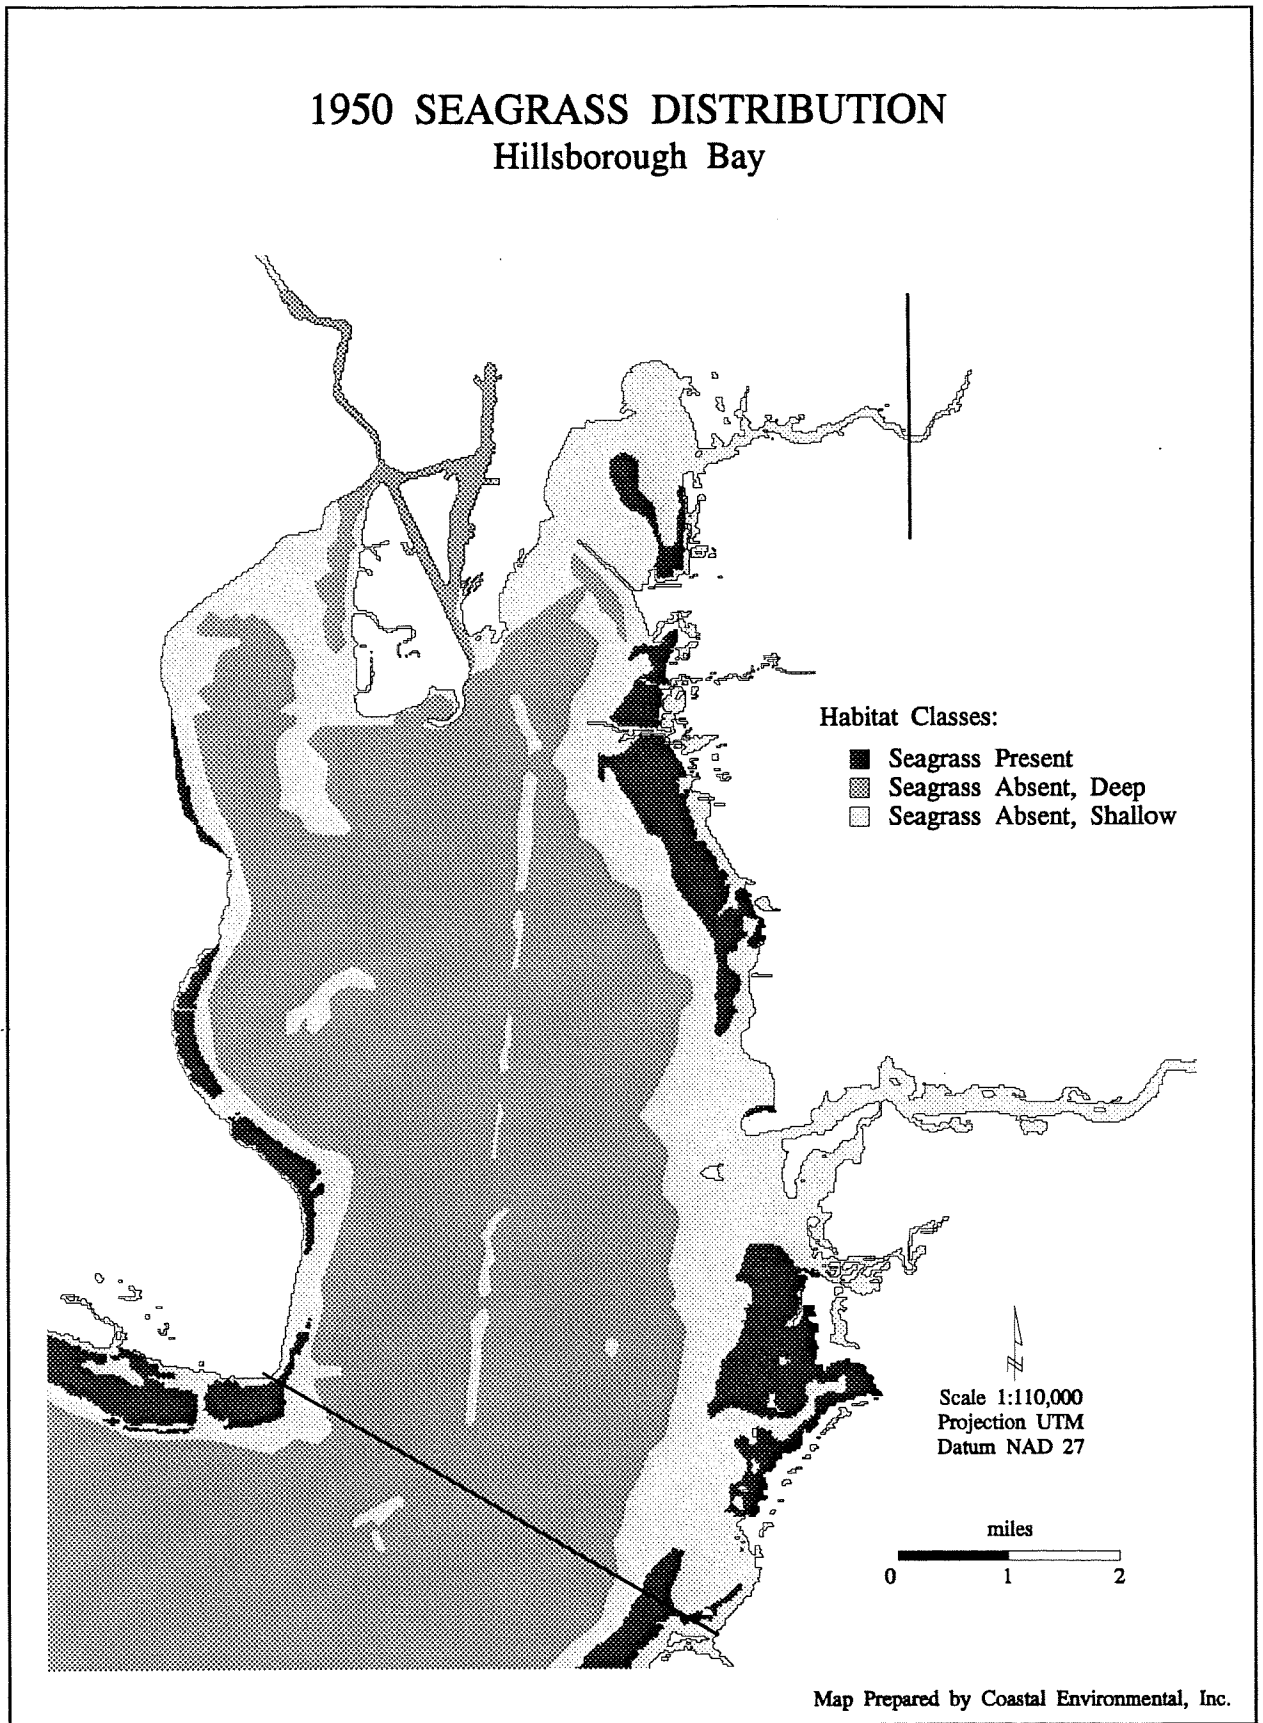 1950 SEAGRASS DISTRIBUTION
Hillsborough Bay
Habitat Classes:
Seagrass Present
Seagrass Absent, Deep
Seagrass Absent, Shallow
N
Scale 1:110,000
Projection UTM
Datum NAD 27
miles
0 1 2
Map Prepared by Coastal Environmental, Inc.